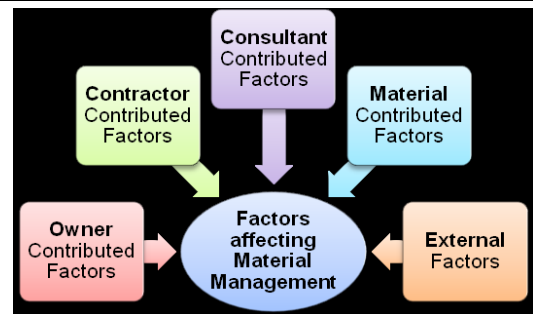 Consultant
Contributed
Factors
Contractor
Contributed
Factors
Material
Contributed
Factors
Owner
Contributed
Factors
Factors
affecting
Material
Management
External
Factors